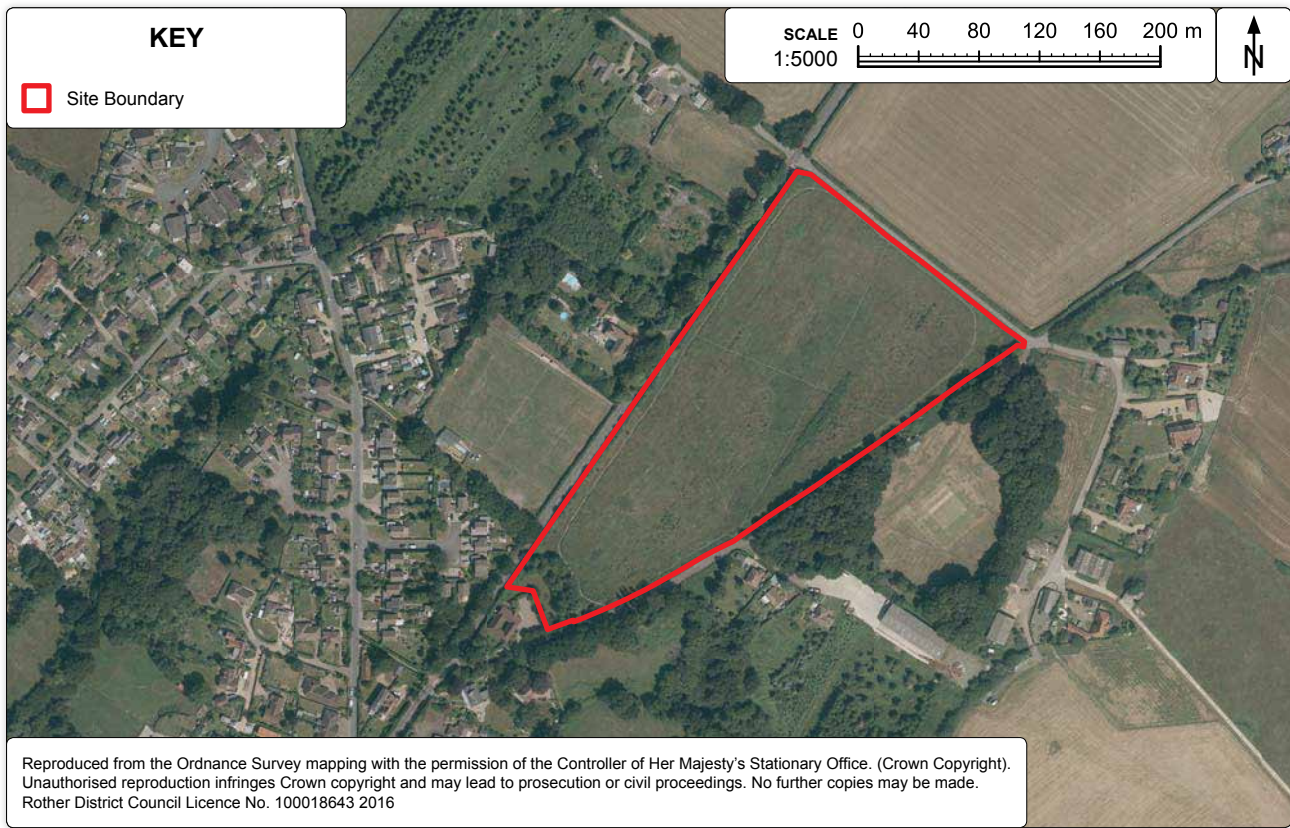 KEY
Site Boundary
SCALE 0 40 80 120 160 200 m
1:5000
N
Reproduced from the Ordnance Survey mapping with the permission of the Controller of Her Majesty's Stationary Office. (Crown Copyright).
Unauthorised reproduction infringes Crown copyright and may lead to prosecution or civil proceedings. No further copies may be made.
Rother District Council Licence No. 100018643 2016